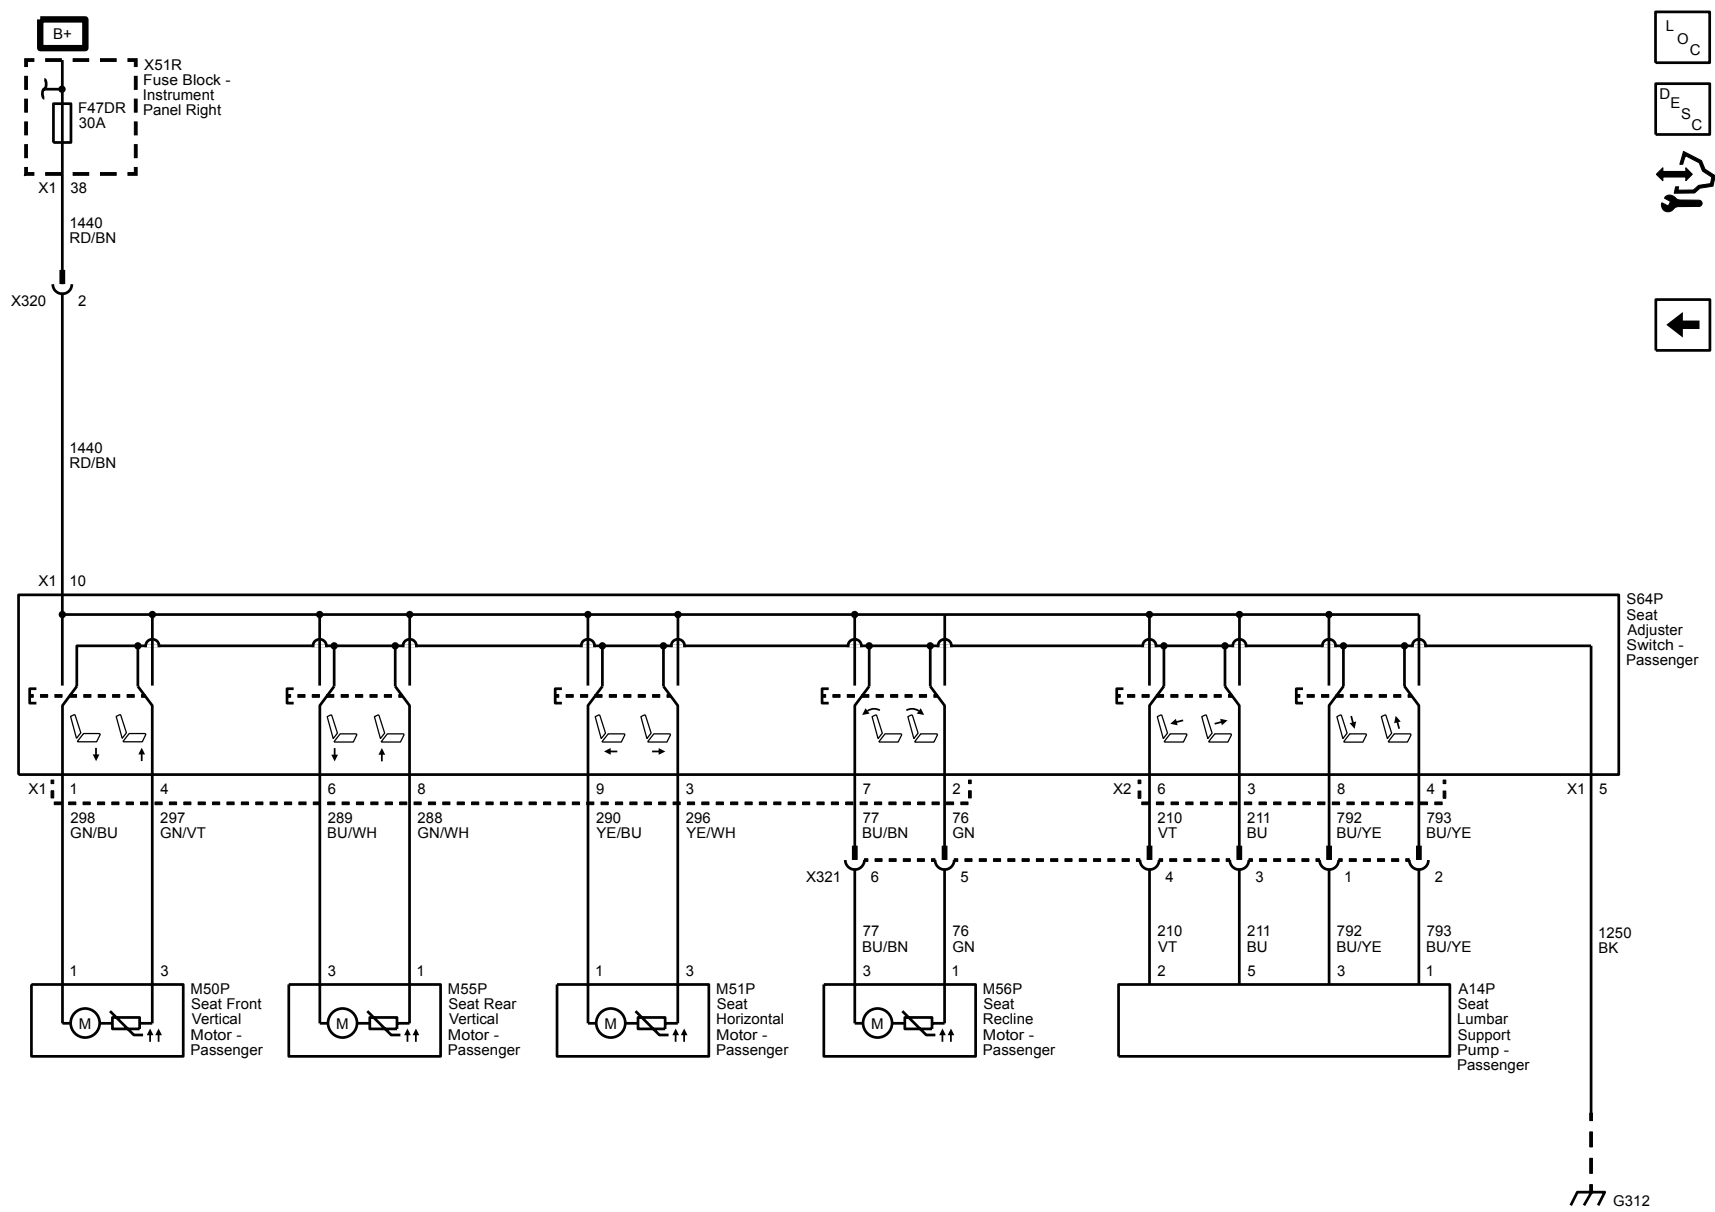 B+
X51R
Fuse Block -
Instrument
Panel Right
F47DR
30A
X1 38
1440
RD/BN
X320 2
1440
RD/BN
X1 10
S64P
Seat
Adjuster
Switch -
Passenger
X1 1 4 6 8 9 3 7 2 X2 6 3 8 4 X1 5
298 297 289 288 290 296 77 76 210 211 792 793
GN/BU GN/VT BU/WH GN/WH YE/BU YE/WH BU/BN GN VT BU BU/YE BU/YE
X321 6 5 4 3 1 2
77 76 210 211 792 793
BU/BN GN VT BU BU/YE BU/YE
1250
BK
1 3 3 1 1 3 3 1 2 5 3 1
M50P
Seat Front
Vertical
Motor -
Passenger
M
M55P
Seat Rear
Vertical
Motor -
Passenger
M
M51P
Seat
Horizontal
Motor -
Passenger
M
M56P
Seat
Recline
Motor -
Passenger
M
A14P
Seat
Lumbar
Support
Pump -
Passenger
G312
LOC
DESC